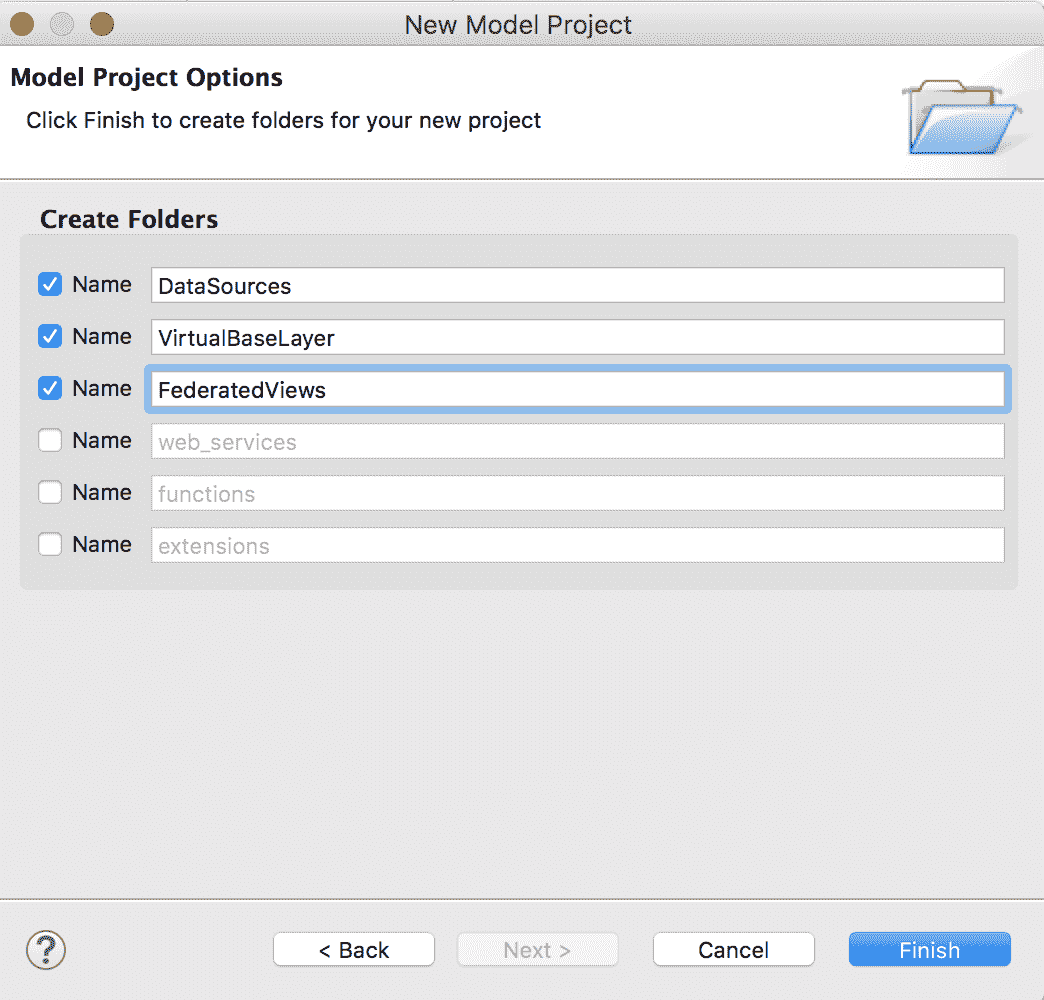 New Model Project
Model Project Options
Click Finish to create folders for your new project
Create Folders
Name DataSources
Name VirtualBaseLayer
Name FederatedViews
Name web_services
Name functions
Name extensions
? < Back Next > Cancel Finish